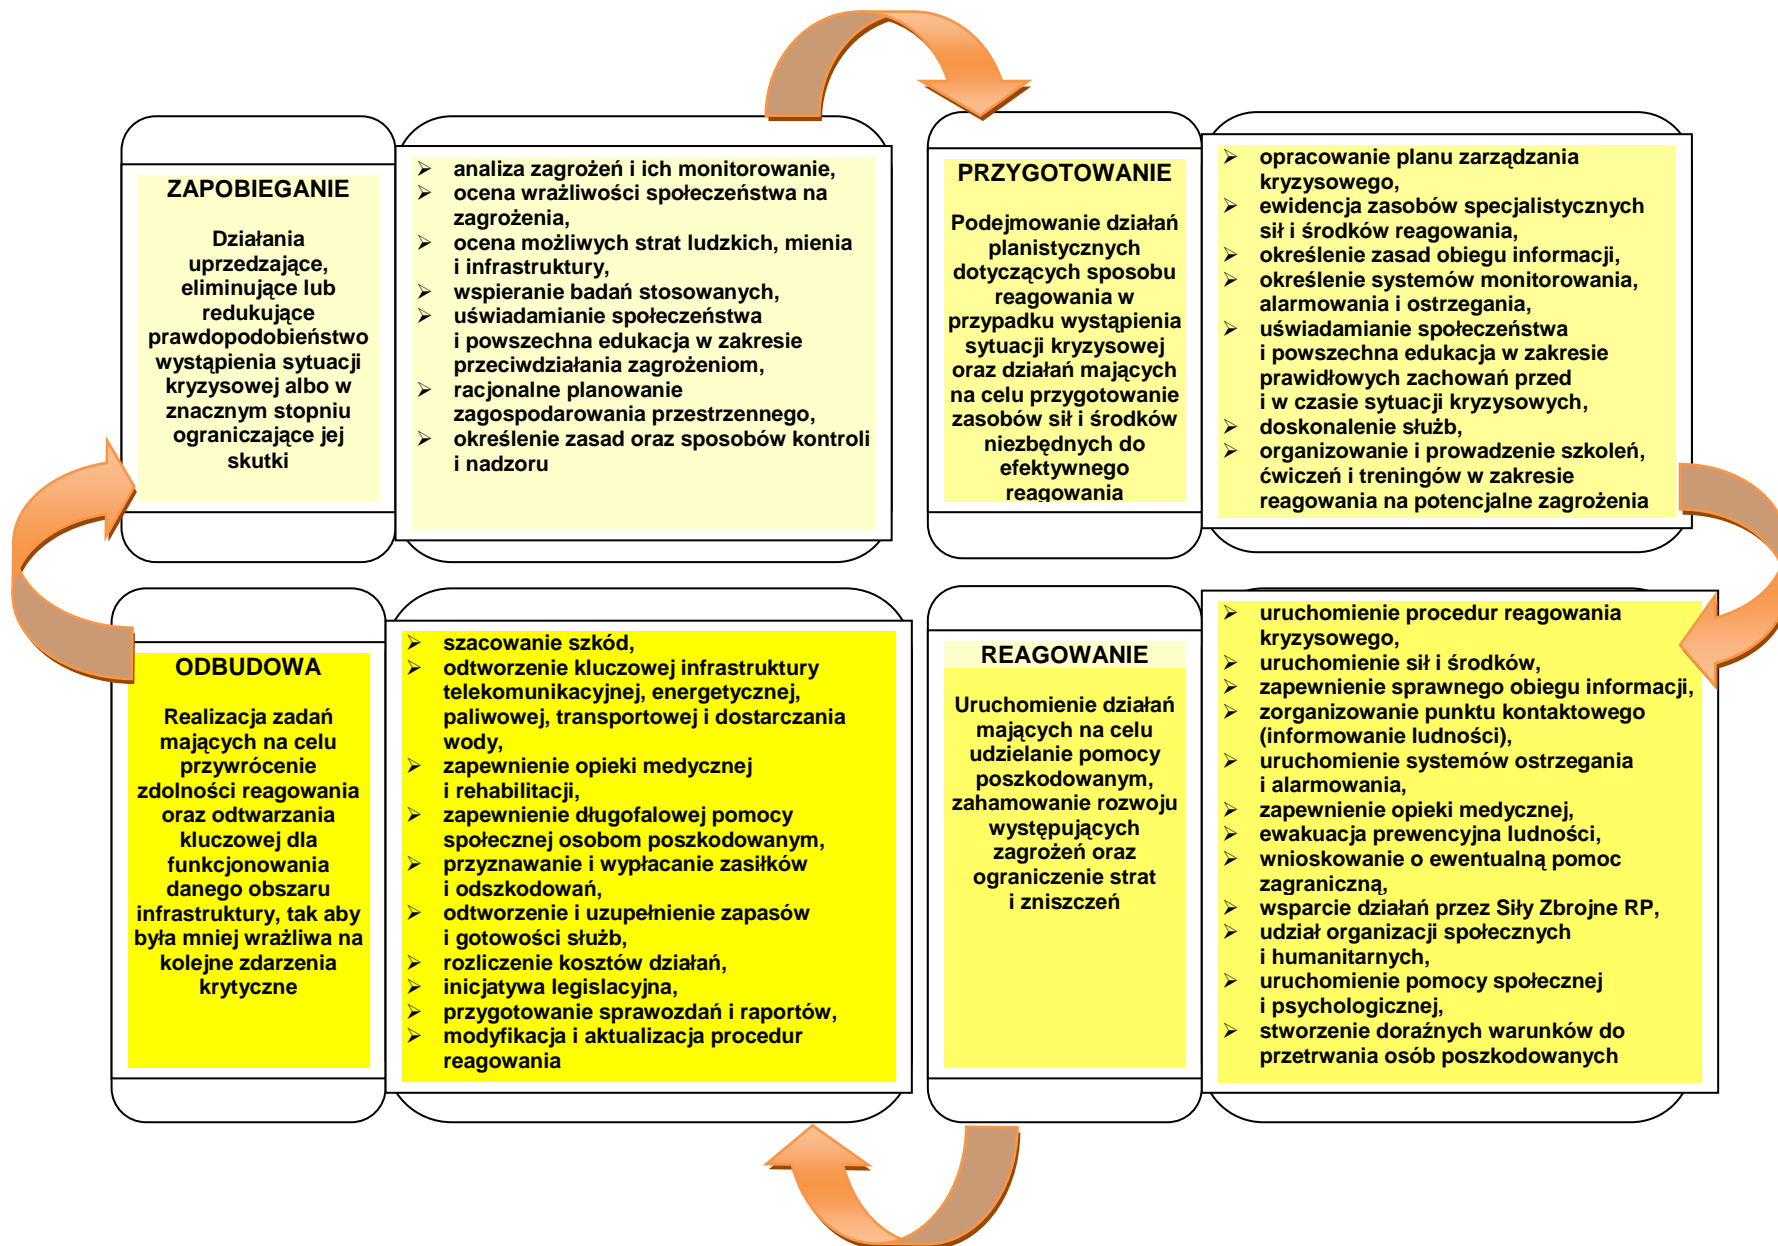 ZAPOBIEGANIE
Działania
uprzedzające,
eliminujące lub
redukujące
prawdopodobieństwo
wystąpienia sytuacji
kryzysowej albo w
znacznym stopniu
ograniczające jej
skutki
analiza zagrożeń i ich monitorowanie,
ocena wrażliwości społeczeństwa na
zagrożenia,
ocena możliwych strat ludzkich, mienia
i infrastruktury,
wspieranie badań stosowanych,
uświadamianie społeczeństwa
i powszechna edukacja w zakresie
przeciwdziałania zagrożeniom,
racjonalne planowanie
zagospodarowania przestrzennego,
określenie zasad oraz sposobów kontroli
i nadzoru
PRZYGOTOWANIE
Podejmowanie działań
planistycznych
dotyczących sposobu
reagowania w
przypadku wystąpienia
sytuacji kryzysowej
oraz działań mających
na celu przygotowanie
zasobów sił i środków
niezbędnych do
efektywnego
reagowania
opracowanie planu zarządzania
kryzysowego,
ewidencja zasobów specjalistycznych
sił i środków reagowania,
określenie zasad obiegu informacji,
określenie systemów monitorowania,
alarmowania i ostrzegania,
uświadamianie społeczeństwa
i powszechna edukacja w zakresie
prawidłowych zachowań przed
i w czasie sytuacji kryzysowych,
doskonalenie służb,
organizowanie i prowadzenie szkoleń,
ćwiczeń i treningów w zakresie
reagowania na potencjalne zagrożenia
ODBUDOWA
Realizacja zadań
mających na celu
przywrócenie
zdolności reagowania
oraz odtwarzania
kluczowej dla
funkcjonowania
danego obszaru
infrastruktury, tak aby
była mniej wrażliwa na
kolejne zdarzenia
krytyczne
szacowanie szkód,
odtworzenie kluczowej infrastruktury
telekomunikacyjnej, energetycznej,
paliwowej, transportowej i dostarczania
wody,
zapewnienie opieki medycznej
i rehabilitacji,
zapewnienie długofalowej pomocy
społecznej osobom poszkodowanym,
przyznawanie i wypłacanie zasiłków
i odszkodowań,
odtworzenie i uzupełnienie zapasów
i gotowości służb,
rozliczenie kosztów działań,
inicjatywa legislacyjna,
przygotowanie sprawozdań i raportów,
modyfikacja i aktualizacja procedur
reagowania
REAGOWANIE
Uruchomienie działań
mających na celu
udzielanie pomocy
poszkodowanym,
zahamowanie rozwoju
występujących
zagrożeń oraz
ograniczenie strat
i zniszczeń
uruchomienie procedur reagowania
kryzysowego,
uruchomienie sił i środków,
zapewnienie sprawnego obiegu informacji,
zorganizowanie punktu kontaktowego
(informowanie ludności),
uruchomienie systemów ostrzegania
i alarmowania,
zapewnienie opieki medycznej,
ewakuacja prewencyjna ludności,
wnioskowanie o ewentualną pomoc
zagraniczną,
wsparcie działań przez Siły Zbrojne RP,
udział organizacji społecznych
i humanitarnych,
uruchomienie pomocy społecznej
i psychologicznej,
stworzenie doraźnych warunków do
przetrwania osób poszkodowanych